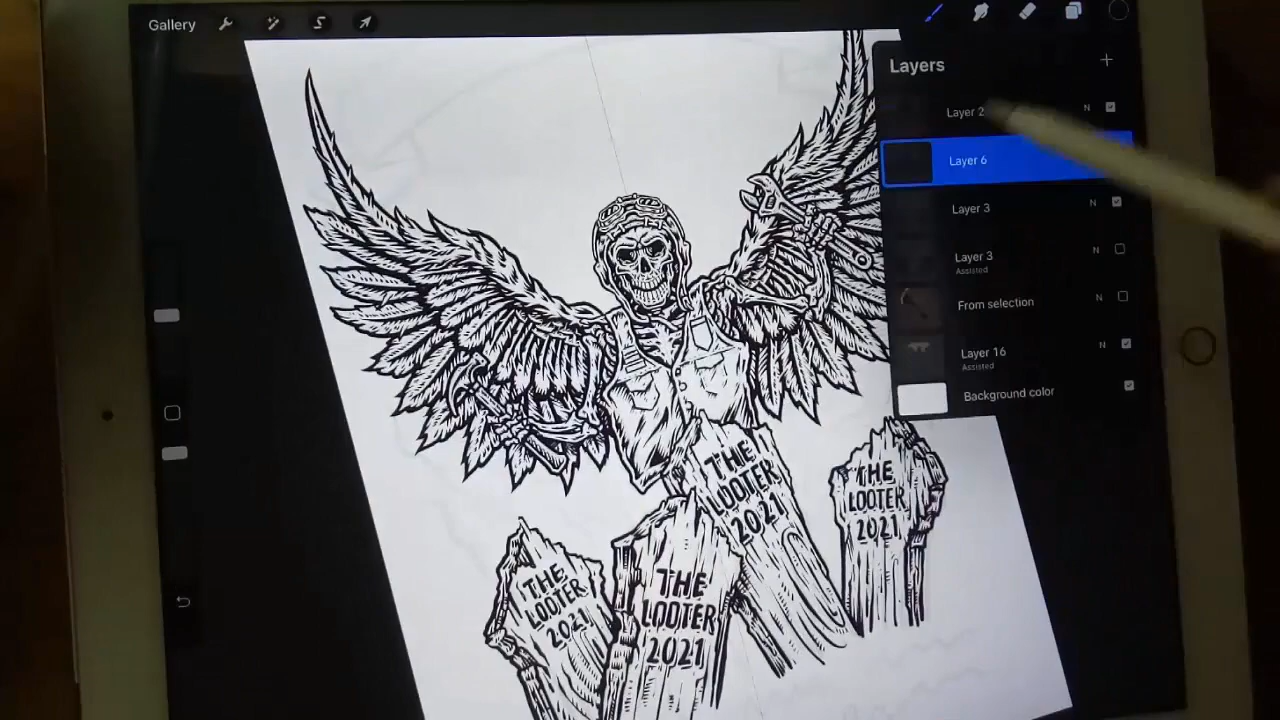 Gallery
Layers
Layer 2 N
Layer 6
Layer 3 N
Layer 3 N
Assisted
From selection N
Layer 16 N
Assisted
Background color
THE
LOOTER
2021
THE
LOOTER
2021
THE
LOOTER
2021
THE
LOOTER
2021